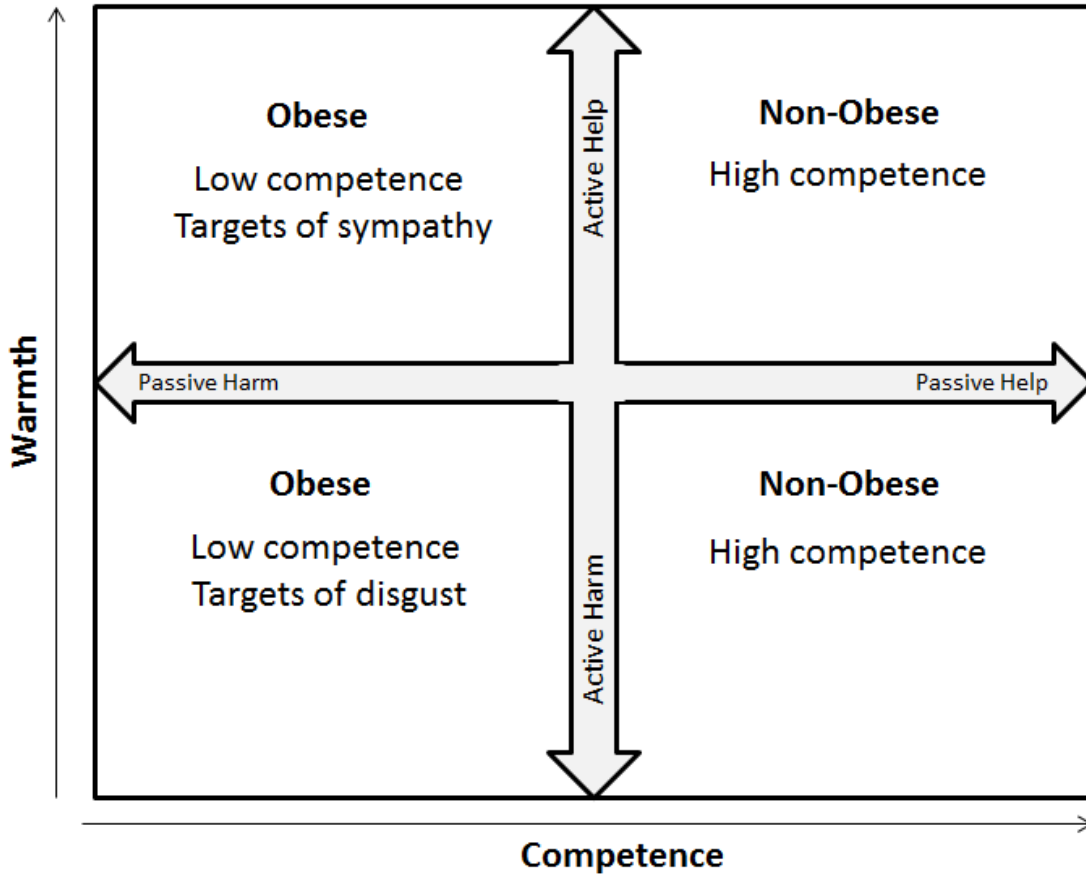 Obese
Low competence
Targets of sympathy
Active Help
Non-Obese
High competence
Warmth
Passive Harm
Passive Help
Obese
Low competence
Targets of disgust
Active Harm
Non-Obese
High competence
Competence